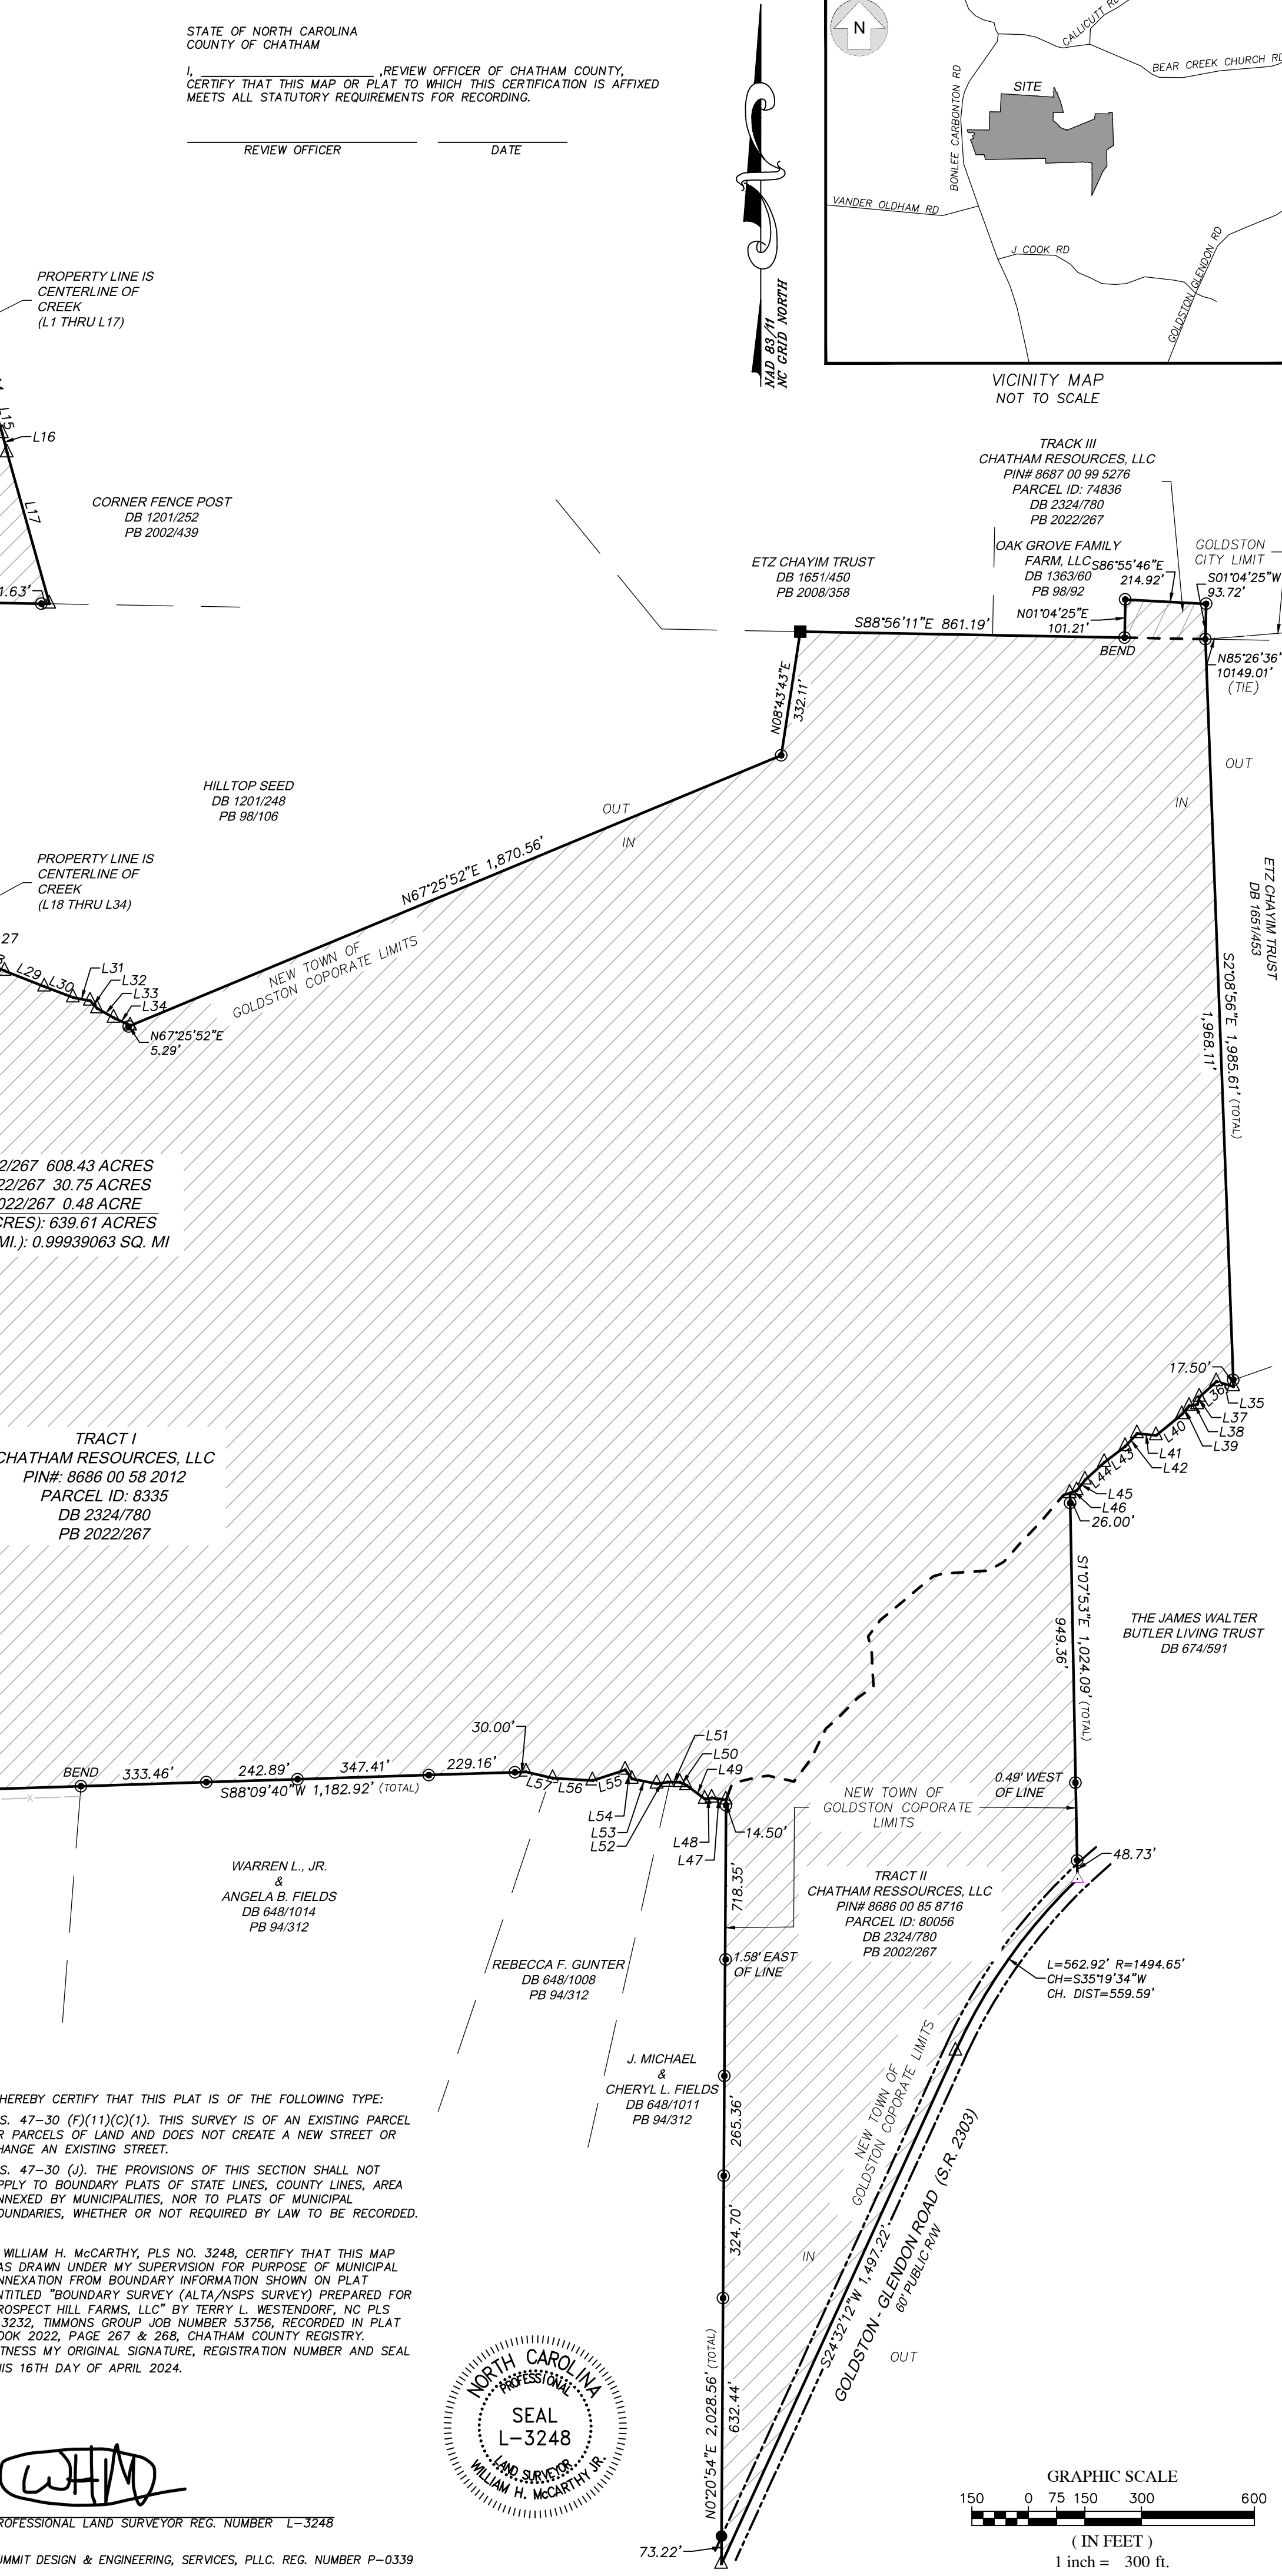 STATE OF NORTH CAROLINA
COUNTY OF CHATHAM
I, ,REVIEW OFFICER OF CHATHAM COUNTY,
CERTIFY THAT THIS MAP OR PLAT TO WHICH THIS CERTIFICATION IS AFFIXED
MEETS ALL STATUTORY REQUIREMENTS FOR RECORDING.
REVIEW OFFICER
DATE
NAD 83/11
NC GRID NORTH
N
CALLICUTT RD
BEAR CREEK CHURCH RD
BONLEE CARBONTON RD
SITE
VANDER OLDHAM RD
J COOK RD
GOLDSTON/GLENDON RD
VICINITY MAP
NOT TO SCALE
PROPERTY LINE IS
CENTERLINE OF
CREEK
(L1 THRU L17)
L15
L16
L17
CORNER FENCE POST
DB 1201/252
PB 2002/439
.63'
TRACK III
CHATHAM RESOURCES, LLC
PIN# 8687 00 99 5276
PARCEL ID: 74836
DB 2324/780
PB 2022/267
ETZ CHAYIM TRUST
DB 1651/450
PB 2008/358
OAK GROVE FAMILY
FARM, LLC
DB 1363/60
PB 98/92
S86°55'46"E
214.92'
GOLDSTON
CITY LIMIT
S01°04'25"W
93.72'
N01°04'25"E
101.21'
S88°56'11"E 861.19'
BEND
N85°26'36"
10149.01'
(TIE)
N08°43'43"E
332.11'
OUT
IN
HILLTOP SEED
DB 1201/248
PB 98/106
OUT
IN
N67°25'52"E 1,870.56'
NEW TOWN OF
GOLDSTON COPORATE LIMITS
PROPERTY LINE IS
CENTERLINE OF
CREEK
(L18 THRU L34)
27
L29
L30
L31
L32
L33
L34
N67°25'52"E
5.29'
ETZ CHAYIM TRUST
DB 1651/453
S2°08'56"E 1,985.61' (TOTAL)
1,968.11'
2/267 608.43 ACRES
22/267 30.75 ACRES
022/267 0.48 ACRE
CRES): 639.61 ACRES
MI.): 0.99939063 SQ. MI
17.50'
L35
L36
L37
L38
L39
L40
L41
L42
L43
L44
L45
L46
26.00'
TRACT I
CHATHAM RESOURCES, LLC
PIN#: 8686 00 58 2012
PARCEL ID: 8335
DB 2324/780
PB 2022/267
S1°07'53"E 1,024.09' (TOTAL)
949.36'
THE JAMES WALTER
BUTLER LIVING TRUST
DB 674/591
30.00'
BEND
333.46'
242.89'
347.41'
229.16'
S88°09'40"W 1,182.92' (TOTAL)
X
L57
L56
L55
L54
L53
L52
L51
L50
L49
L48
L47
14.50'
0.49' WEST
OF LINE
NEW TOWN OF
GOLDSTON COPORATE
LIMITS
48.73'
WARREN L., JR.
&
ANGELA B. FIELDS
DB 648/1014
PB 94/312
718.35'
TRACT II
CHATHAM RESSOURCES, LLC
PIN# 8686 00 85 8716
PARCEL ID: 80056
DB 2324/780
PB 2002/267
REBECCA F. GUNTER
DB 648/1008
PB 94/312
1.58' EAST
OF LINE
L=562.92' R=1494.65'
CH=S35°19'34"W
CH. DIST=559.59'
J. MICHAEL
&
CHERYL L. FIELDS
DB 648/1011
PB 94/312
265.36'
324.70'
NEW TOWN OF
GOLDSTON COPORATE LIMITS
IN
S24°32'12"W 1,497.22'
GOLDSTON - GLENDON ROAD (S.R. 2303)
60' PUBLIC R/W
OUT
N0°20'54"E 2,028.56' (TOTAL)
632.44'
73.22'
HEREBY CERTIFY THAT THIS PLAT IS OF THE FOLLOWING TYPE:
S. 47-30 (F)(11)(C)(1). THIS SURVEY IS OF AN EXISTING PARCEL
R PARCELS OF LAND AND DOES NOT CREATE A NEW STREET OR
HANGE AN EXISTING STREET.
S. 47-30 (J). THE PROVISIONS OF THIS SECTION SHALL NOT
PPLY TO BOUNDARY PLATS OF STATE LINES, COUNTY LINES, AREA
NNEXED BY MUNICIPALITIES, NOR TO PLATS OF MUNICIPAL
OUNDARIES, WHETHER OR NOT REQUIRED BY LAW TO BE RECORDED.
WILLIAM H. McCARTHY, PLS NO. 3248, CERTIFY THAT THIS MAP
AS DRAWN UNDER MY SUPERVISION FOR PURPOSE OF MUNICIPAL
NNEXATION FROM BOUNDARY INFORMATION SHOWN ON PLAT
NTITLED "BOUNDARY SURVEY (ALTA/NSPS SURVEY) PREPARED FOR
ROSPECT HILL FARMS, LLC" BY TERRY L. WESTENDORF, NC PLS
3232, TIMMONS GROUP JOB NUMBER 53756, RECORDED IN PLAT
OOK 2022, PAGE 267 & 268, CHATHAM COUNTY REGISTRY.
TNESS MY ORIGINAL SIGNATURE, REGISTRATION NUMBER AND SEAL
HIS 16TH DAY OF APRIL 2024.
WHM
ROFESSIONAL LAND SURVEYOR REG. NUMBER L-3248
UMMIT DESIGN & ENGINEERING, SERVICES, PLLC. REG. NUMBER P-0339
NORTH CAROLINA
PROFESSIONAL
SEAL
L-3248
LAND SURVEYOR
WILLIAM H. McCARTHY JR.
GRAPHIC SCALE
150 0 75 150 300 600
( IN FEET )
1 inch = 300 ft.